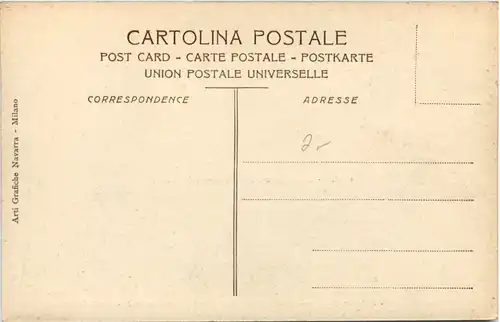 CARTOLINA POSTALE
POST CARD - CARTE POSTALE - POSTKARTE
UNION POSTALE UNIVERSELLE
CORRESPONDENCE
ADRESSE
Arti Grafiche Navarra - Milano